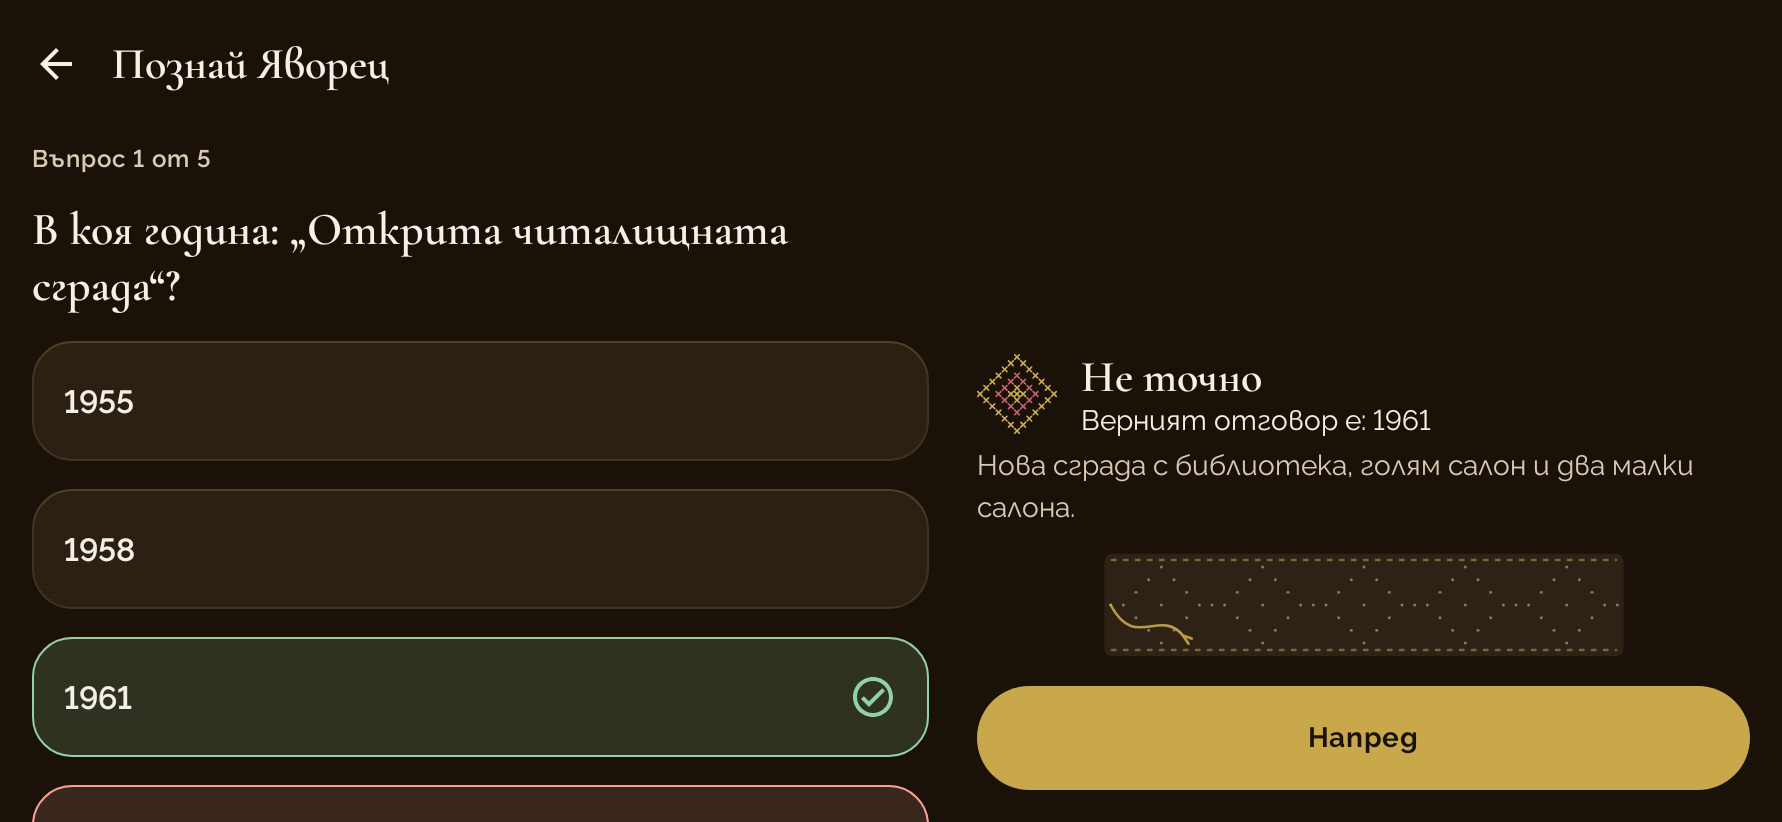 Познай Яворец
Въпрос 1 от 5
В коя година: „Открита читалищната
сграда“?
1955
1958
1961
Не точно
Верният отговор е: 1961
Нова сграда с библиотека, голям салон и два малки
салона.
Напред